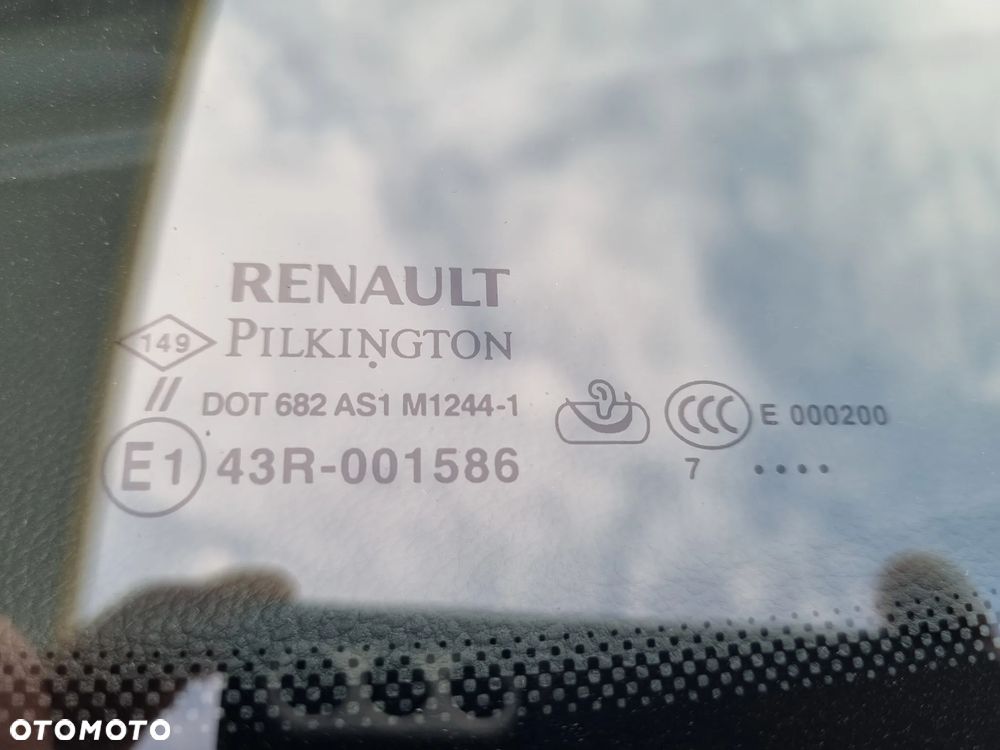 RENAULT
149 PILKINGTON
// DOT 682 AS1 M1244-1
E1 43R-001586
CCC E 000200
7 ••••
OTOMOTO